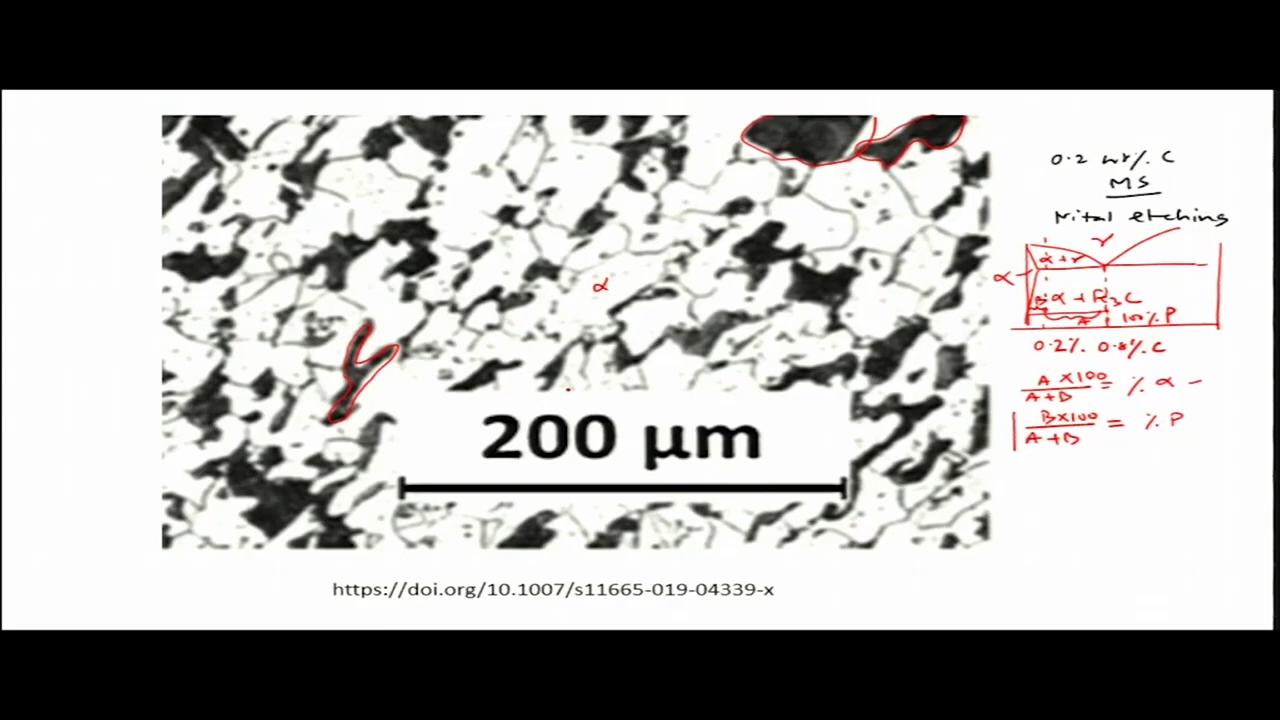 α
200 μm
https://doi.org/10.1007/s11665-019-04339-x
0.2 wt% C
MS
Nital etching
γ
α+γ
α
α + Fe3C
B
A 100% P
0.2% 0.8% C
A×100/A+B = % α –
B×100/A+B = % P